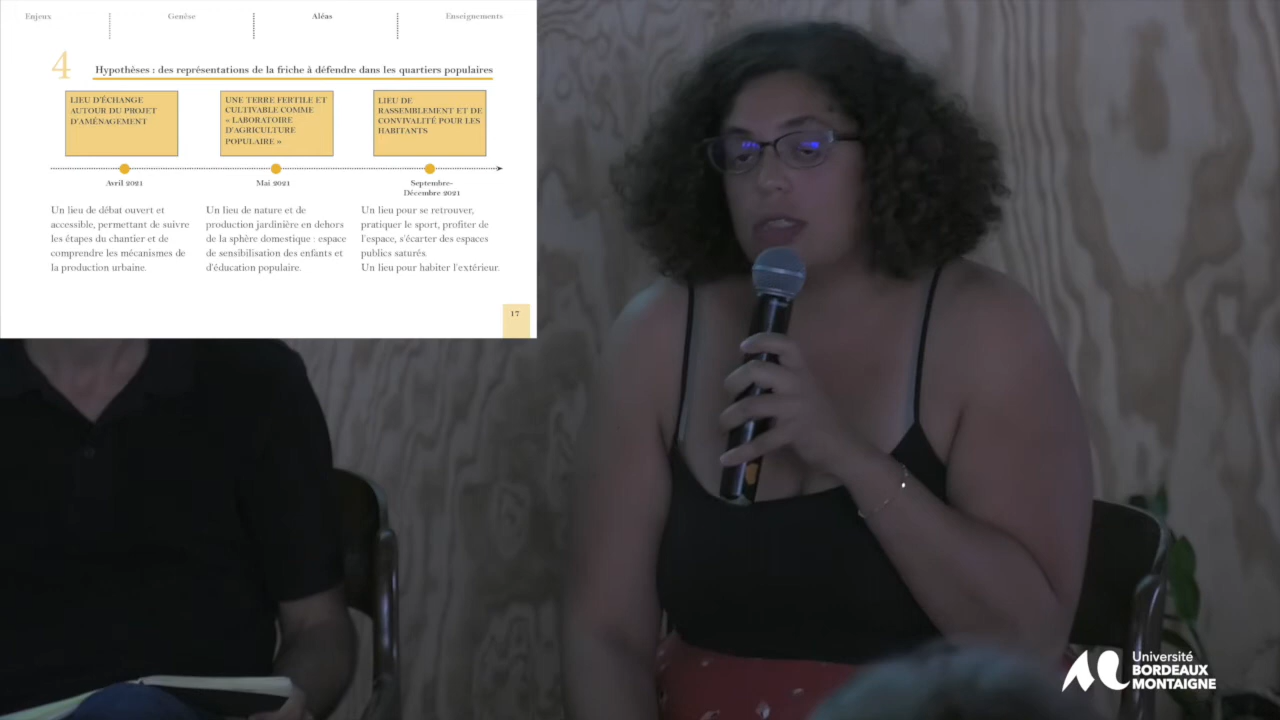 Enjeux
Genèse
Aléas
Enseignements
4
Hypothèses : des représentations de la friche à défendre dans les quartiers populaires
LIEU D'ÉCHANGE
AUTOUR DU PROJET
D'AMÉNAGEMENT
UNE TERRE FERTILE ET
CULTIVABLE COMME
« LABORATOIRE
D'AGRICULTURE
POPULAIRE »
LIEU DE
RASSEMBLEMENT ET DE
CONVIVALITÉ POUR LES
HABITANTS
Avril 2021
Mai 2021
Septembre-
Décembre 2021
Un lieu de débat ouvert et
accessible, permettant de suivre
les étapes du chantier et de
comprendre les mécanismes de
la production urbaine.
Un lieu de nature et de
production jardinière en dehors
de la sphère domestique : espace
de sensibilisation des enfants et
d'éducation populaire.
Un lieu pour se retrouver,
pratiquer le sport, profiter de
l'espace, s'écarter des espaces
publics saturés.
Un lieu pour habiter l'extérieur.
17
Université
BORDEAUX
MONTAIGNE